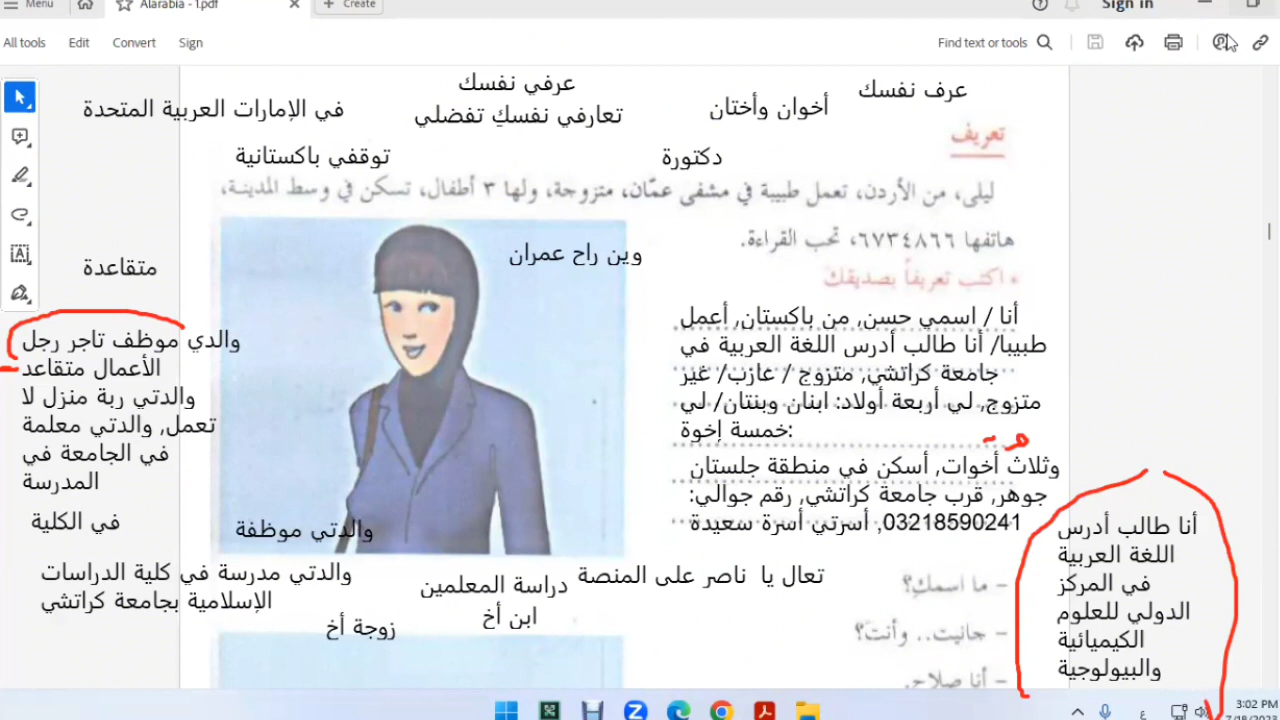 Menu
Alarabia - 1.pdf
Create
Sign in
All tools
Edit
Convert
Sign
Find text or tools
عرفي نفسك
عرف نفسك
في الإمارات العربية المتحدة
تعارفي نفسكِ تفضلي
أخوان وأختان
تعريف
توقفي باكستانية
دكتورة
ليلى، من الأردن، تعمل طبيبة في مشفى عمّان، متزوجة، ولها ٣ أطفال، تسكن في وسط المدينة،
هاتفها ٦٧٣٤٨٦٦، تحب القراءة.
وين راح عمران
متقاعدة
* اكتب تعريفاً بصديقك
أنا / اسمي حسن, من باكستان, أعمل
طبيبا/ أنا طالب أدرس اللغة العربية في
جامعة كراتشي, متزوج / عازب/ غير
متزوج, لي أربعة أولاد: ابنان وبنتان/ لي
خمسة إخوة:
وثلاث أخوات, أسكن في منطقة جلستان
جوهر, قرب جامعة كراتشي, رقم جوالي:
03218590241, أسرتي أسرة سعيدة
والدي موظف تاجر رجل
الأعمال متقاعد
والدتي ربة منزل لا
تعمل, والدتي معلمة
في الجامعة في
المدرسة
في الكلية
والدتي موظفة
أنا طالب أدرس
اللغة العربية
في المركز
الدولي للعلوم
الكيميائية
والبيولوجية
والدتي مدرسة في كلية الدراسات
الإسلامية بجامعة كراتشي
تعال يا ناصر على المنصة
دراسة المعلمين
ابن أخ
زوجة أخ
– ما اسمكِ؟
– جانيت.. وأنتَ؟
– أنا صلاح.
3:02 PM